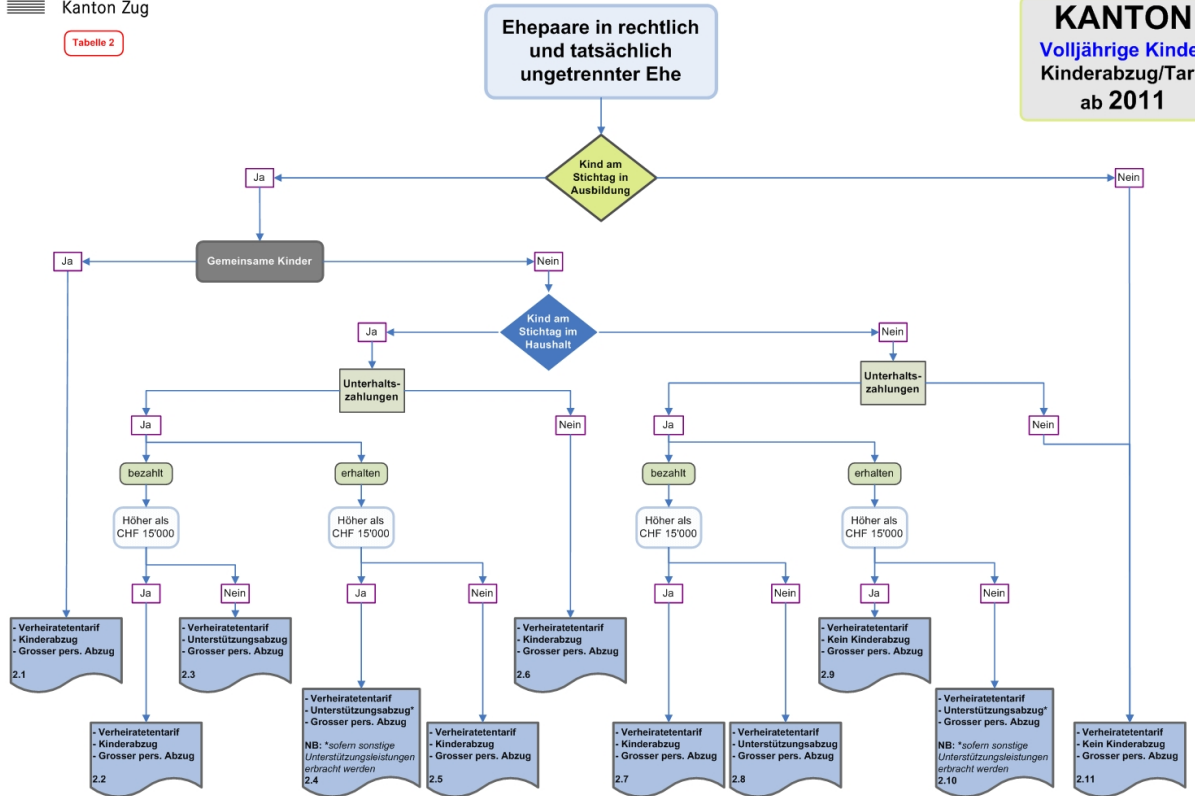 Kanton Zug
Tabelle 2
Ehepaare in rechtlich
und tatsächlich
ungetrennter Ehe
KANTON
Volljährige Kinde
Kinderabzug/Tar
ab 2011
Kind am
Stichtag in
Ausbildung
Ja
Nein
Gemeinsame Kinder
Ja
Nein
Kind am
Stichtag im
Haushalt
Ja
Nein
Unterhalts-
zahlungen
Unterhalts-
zahlungen
Ja
Nein
Ja
Nein
bezahlt
erhalten
bezahlt
erhalten
Höher als
CHF 15'000
Höher als
CHF 15'000
Höher als
CHF 15'000
Höher als
CHF 15'000
Ja
Nein
Ja
Nein
Ja
Nein
Ja
Nein
- Verheiratetentarif
- Kinderabzug
- Grosser pers. Abzug
2.1
- Verheiratetentarif
- Unterstützungsabzug
- Grosser pers. Abzug
2.3
- Verheiratetentarif
- Kinderabzug
- Grosser pers. Abzug
2.6
- Verheiratetentarif
- Kein Kinderabzug
- Grosser pers. Abzug
2.9
- Verheiratetentarif
- Kinderabzug
- Grosser pers. Abzug
2.2
- Verheiratetentarif
- Unterstützungsabzug*
- Grosser pers. Abzug
NB: *sofern sonstige
Unterstützungsleistungen
erbracht werden
2.4
- Verheiratetentarif
- Kinderabzug
- Grosser pers. Abzug
2.5
- Verheiratetentarif
- Kinderabzug
- Grosser pers. Abzug
2.7
- Verheiratetentarif
- Unterstützungsabzug
- Grosser pers. Abzug
2.8
- Verheiratetentarif
- Unterstützungsabzug*
- Grosser pers. Abzug
NB: *sofern sonstige
Unterstützungsleistungen
erbracht werden
2.10
- Verheiratetentarif
- Kein Kinderabzug
- Grosser pers. Abzug
2.11